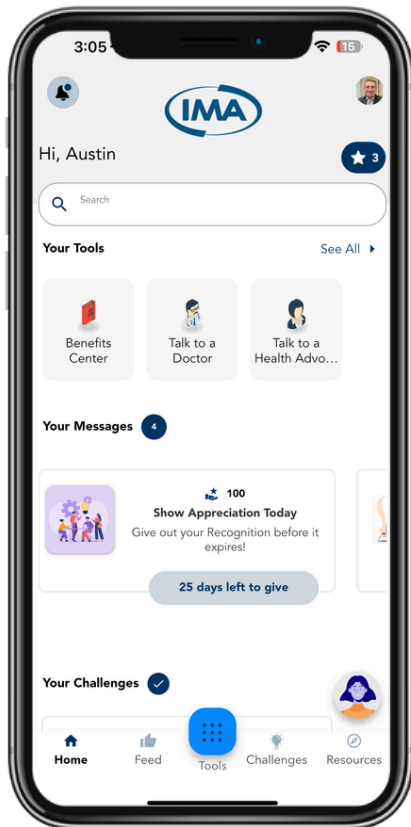 3:05
15
IMA
Hi, Austin
3
Search
Your Tools
See All
Benefits
Center
Talk to a
Doctor
Talk to a
Health Advo...
Your Messages 4
100
Show Appreciation Today
Give out your Recognition before it
expires!
25 days left to give
Your Challenges
Home
Feed
Tools
Challenges
Resources